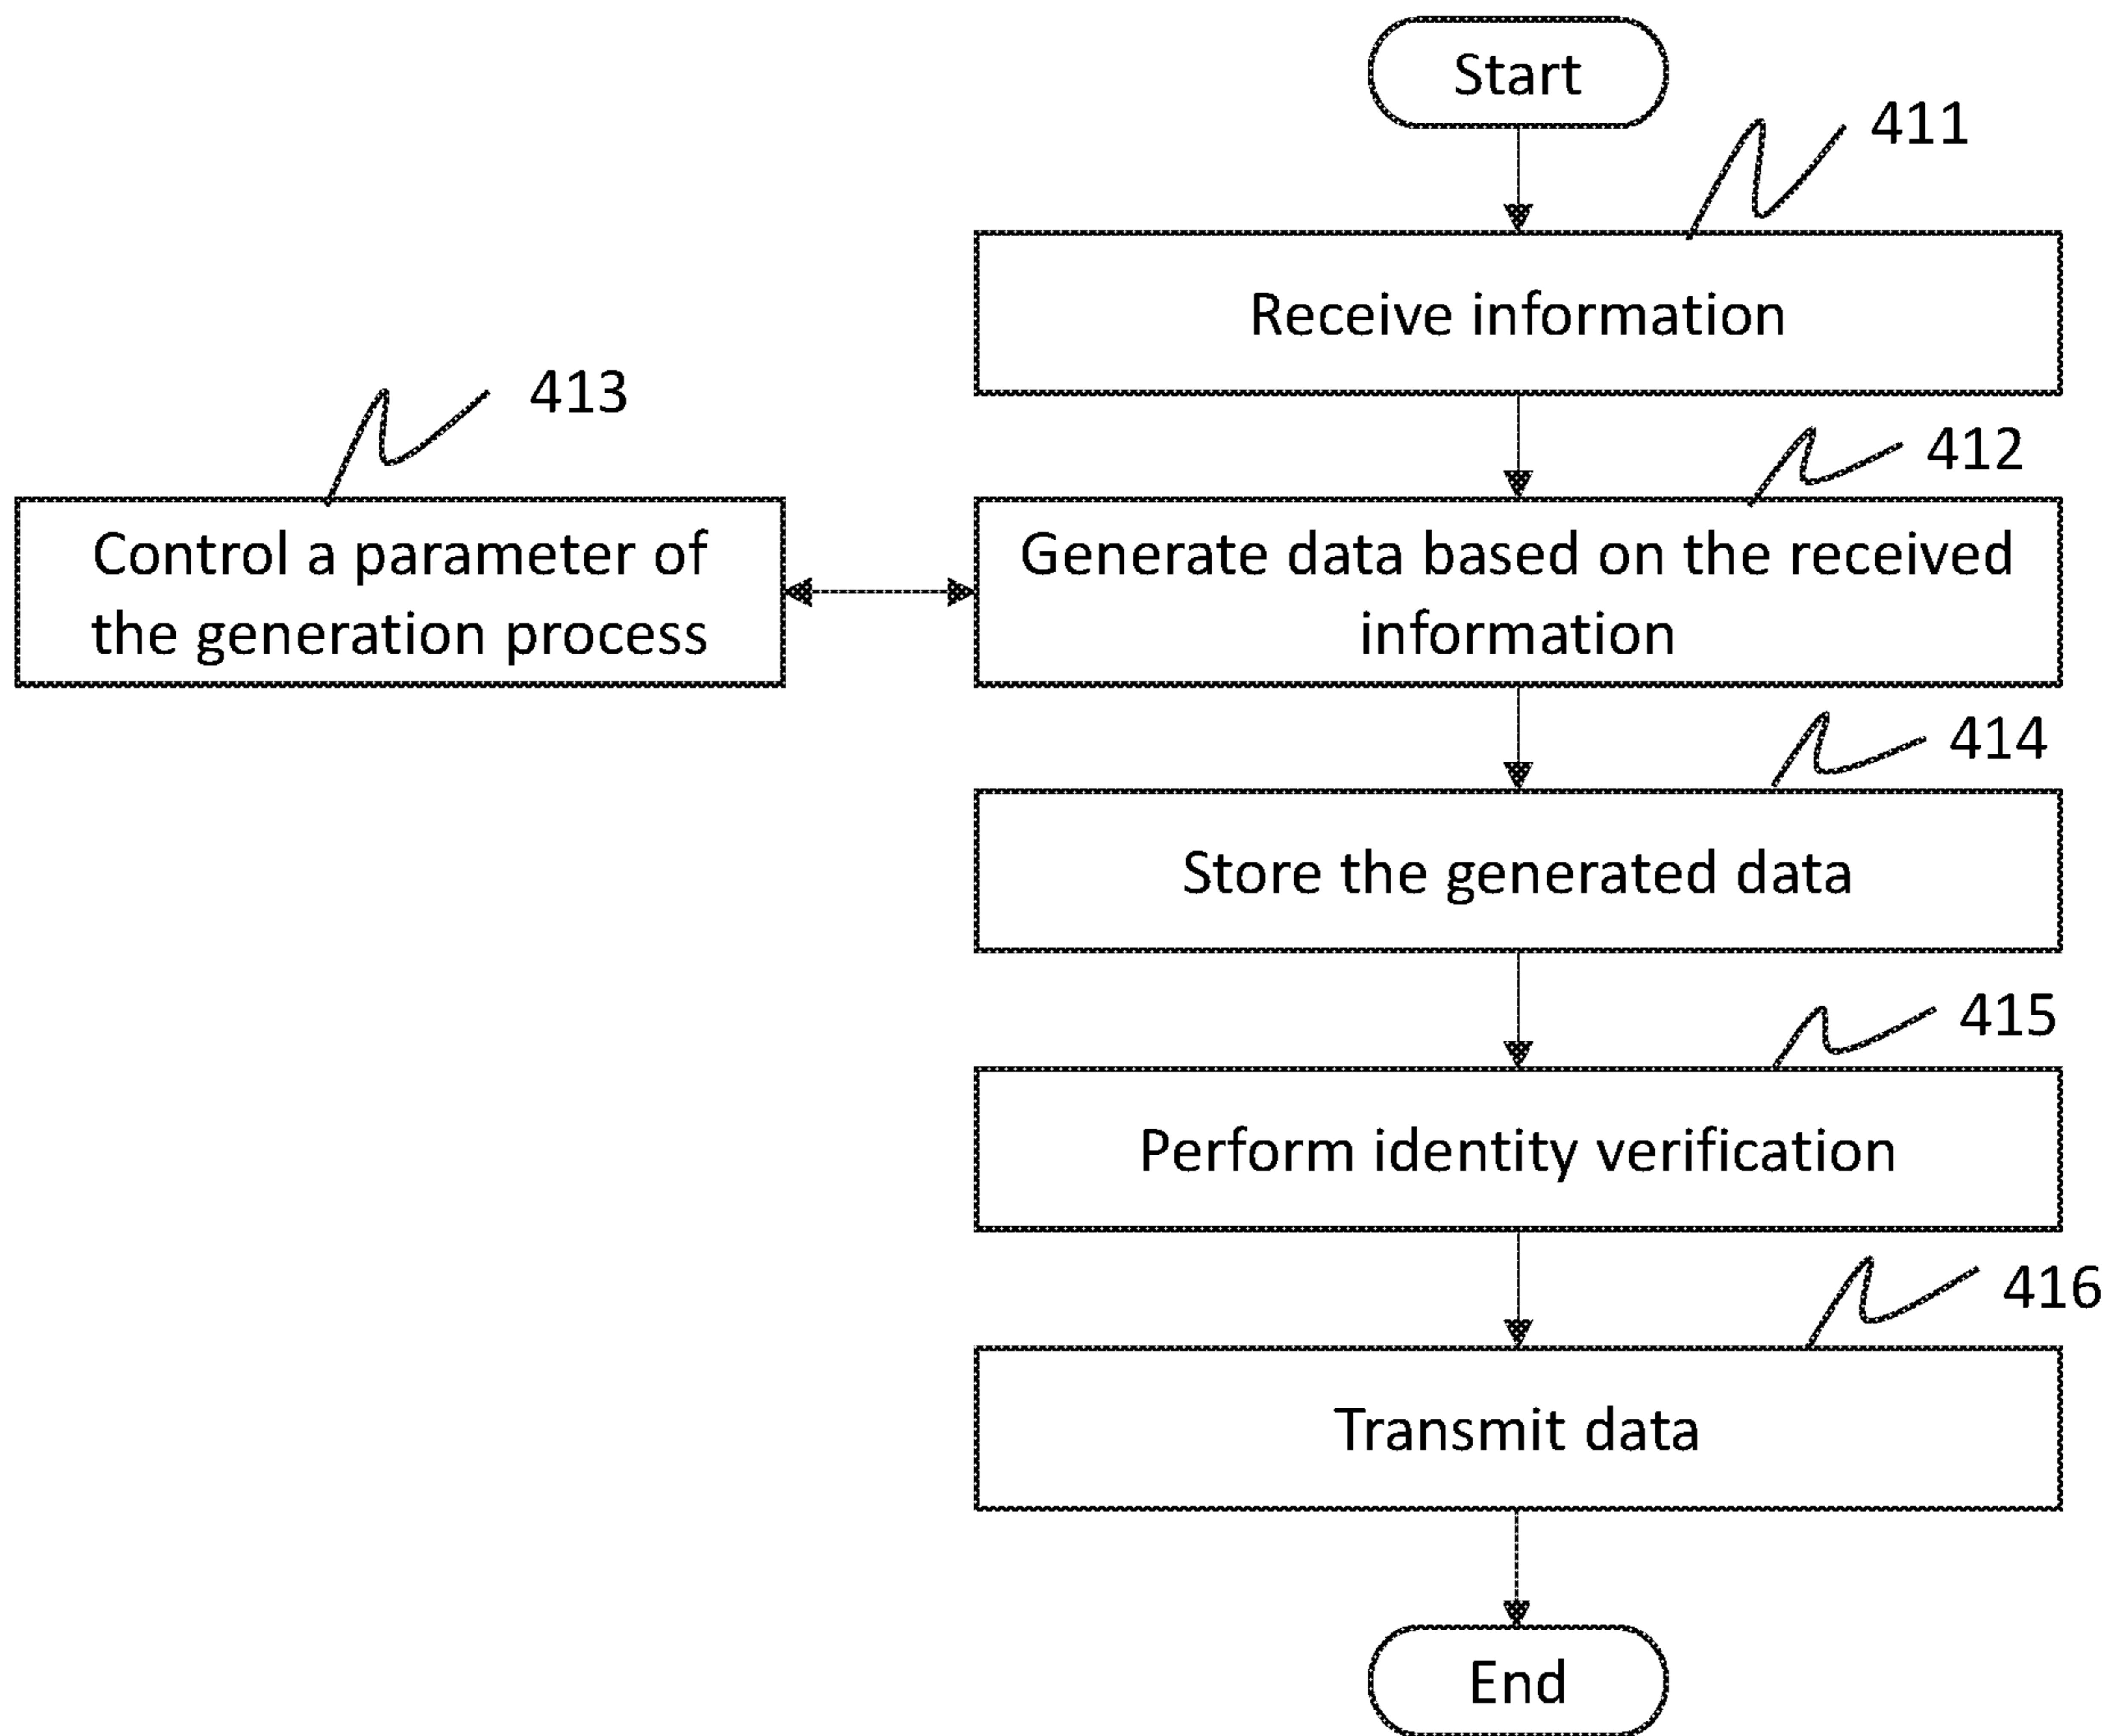 Start
411
Receive information
413
412
Control a parameter of
the generation process
Generate data based on the received
information
414
Store the generated data
415
Perform identity verification
416
Transmit data
End